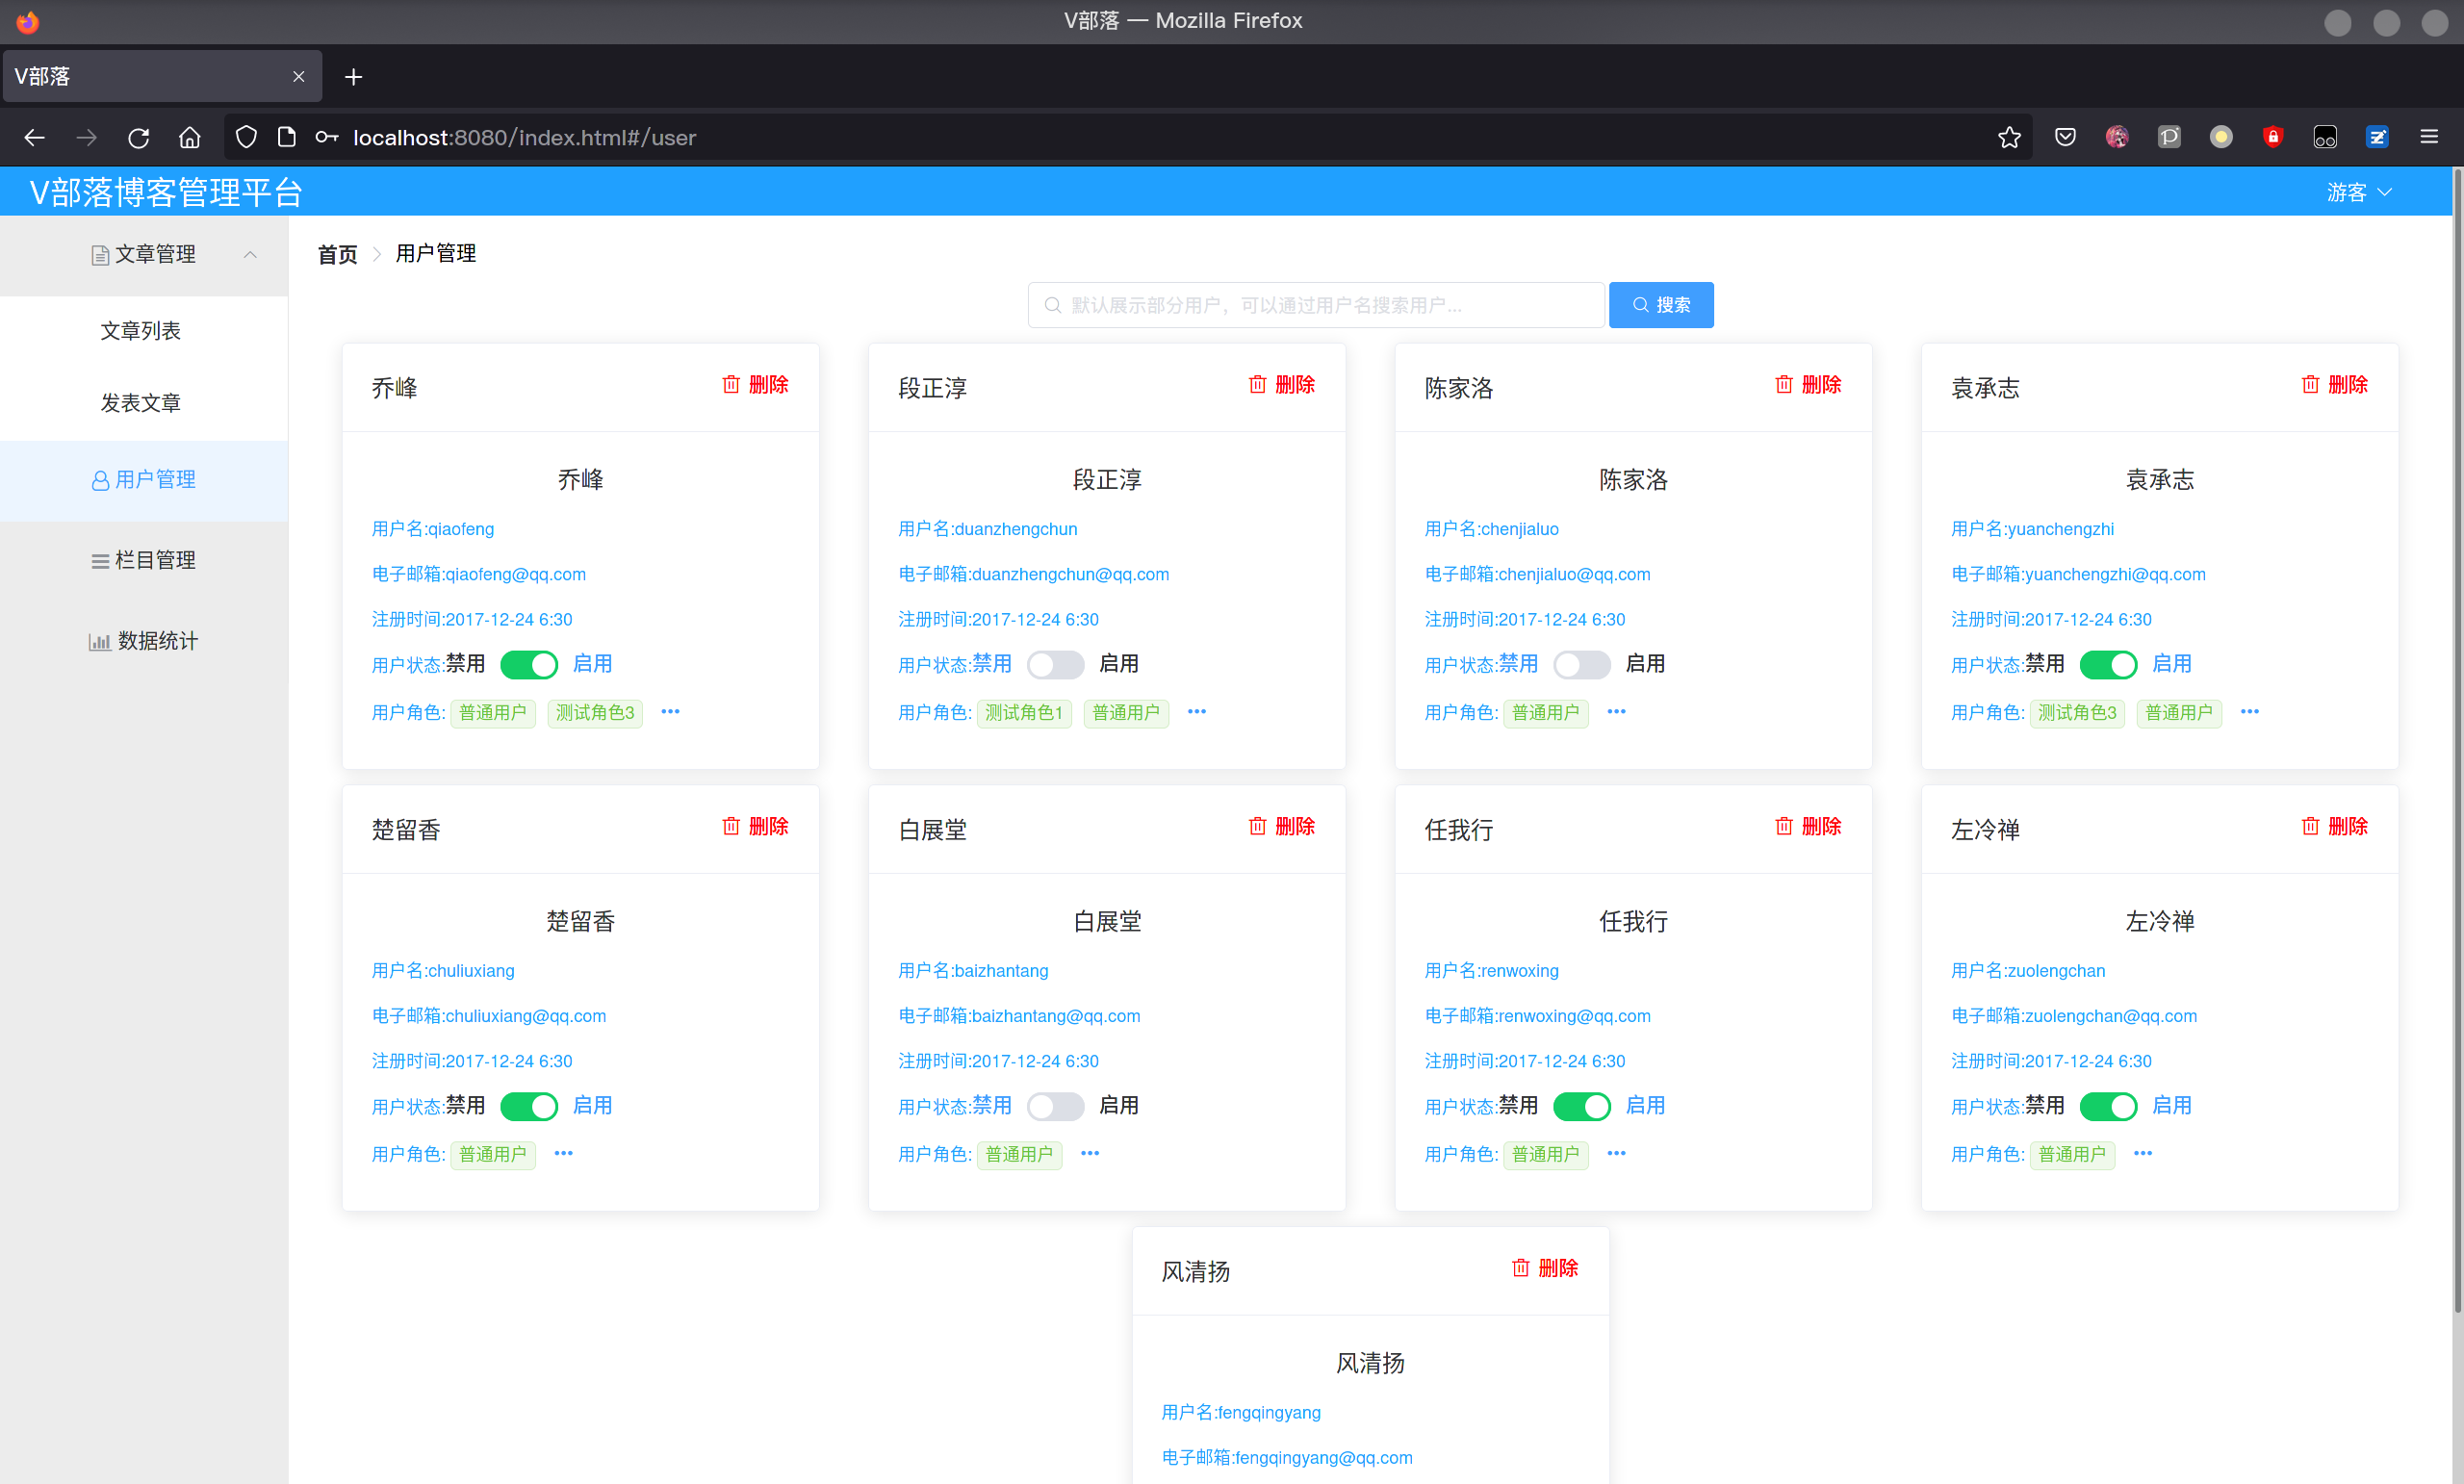 V部落 — Mozilla Firefox
V部落
localhost:8080/index.html#/user
V部落博客管理平台
游客
文章管理
文章列表
发表文章
用户管理
栏目管理
数据统计
首页 用户管理
默认展示部分用户，可以通过用户名搜索用户...
搜索
乔峰 删除
乔峰
用户名:qiaofeng
电子邮箱:qiaofeng@qq.com
注册时间:2017-12-24 6:30
用户状态:禁用 启用
用户角色: 普通用户 测试角色3 •••
段正淳 删除
段正淳
用户名:duanzhengchun
电子邮箱:duanzhengchun@qq.com
注册时间:2017-12-24 6:30
用户状态:禁用 启用
用户角色: 测试角色1 普通用户 •••
陈家洛 删除
陈家洛
用户名:chenjialuo
电子邮箱:chenjialuo@qq.com
注册时间:2017-12-24 6:30
用户状态:禁用 启用
用户角色: 普通用户 •••
袁承志 删除
袁承志
用户名:yuanchengzhi
电子邮箱:yuanchengzhi@qq.com
注册时间:2017-12-24 6:30
用户状态:禁用 启用
用户角色: 测试角色3 普通用户 •••
楚留香 删除
楚留香
用户名:chuliuxiang
电子邮箱:chuliuxiang@qq.com
注册时间:2017-12-24 6:30
用户状态:禁用 启用
用户角色: 普通用户 •••
白展堂 删除
白展堂
用户名:baizhantang
电子邮箱:baizhantang@qq.com
注册时间:2017-12-24 6:30
用户状态:禁用 启用
用户角色: 普通用户 •••
任我行 删除
任我行
用户名:renwoxing
电子邮箱:renwoxing@qq.com
注册时间:2017-12-24 6:30
用户状态:禁用 启用
用户角色: 普通用户 •••
左冷禅 删除
左冷禅
用户名:zuolengchan
电子邮箱:zuolengchan@qq.com
注册时间:2017-12-24 6:30
用户状态:禁用 启用
用户角色: 普通用户 •••
风清扬 删除
风清扬
用户名:fengqingyang
电子邮箱:fengqingyang@qq.com